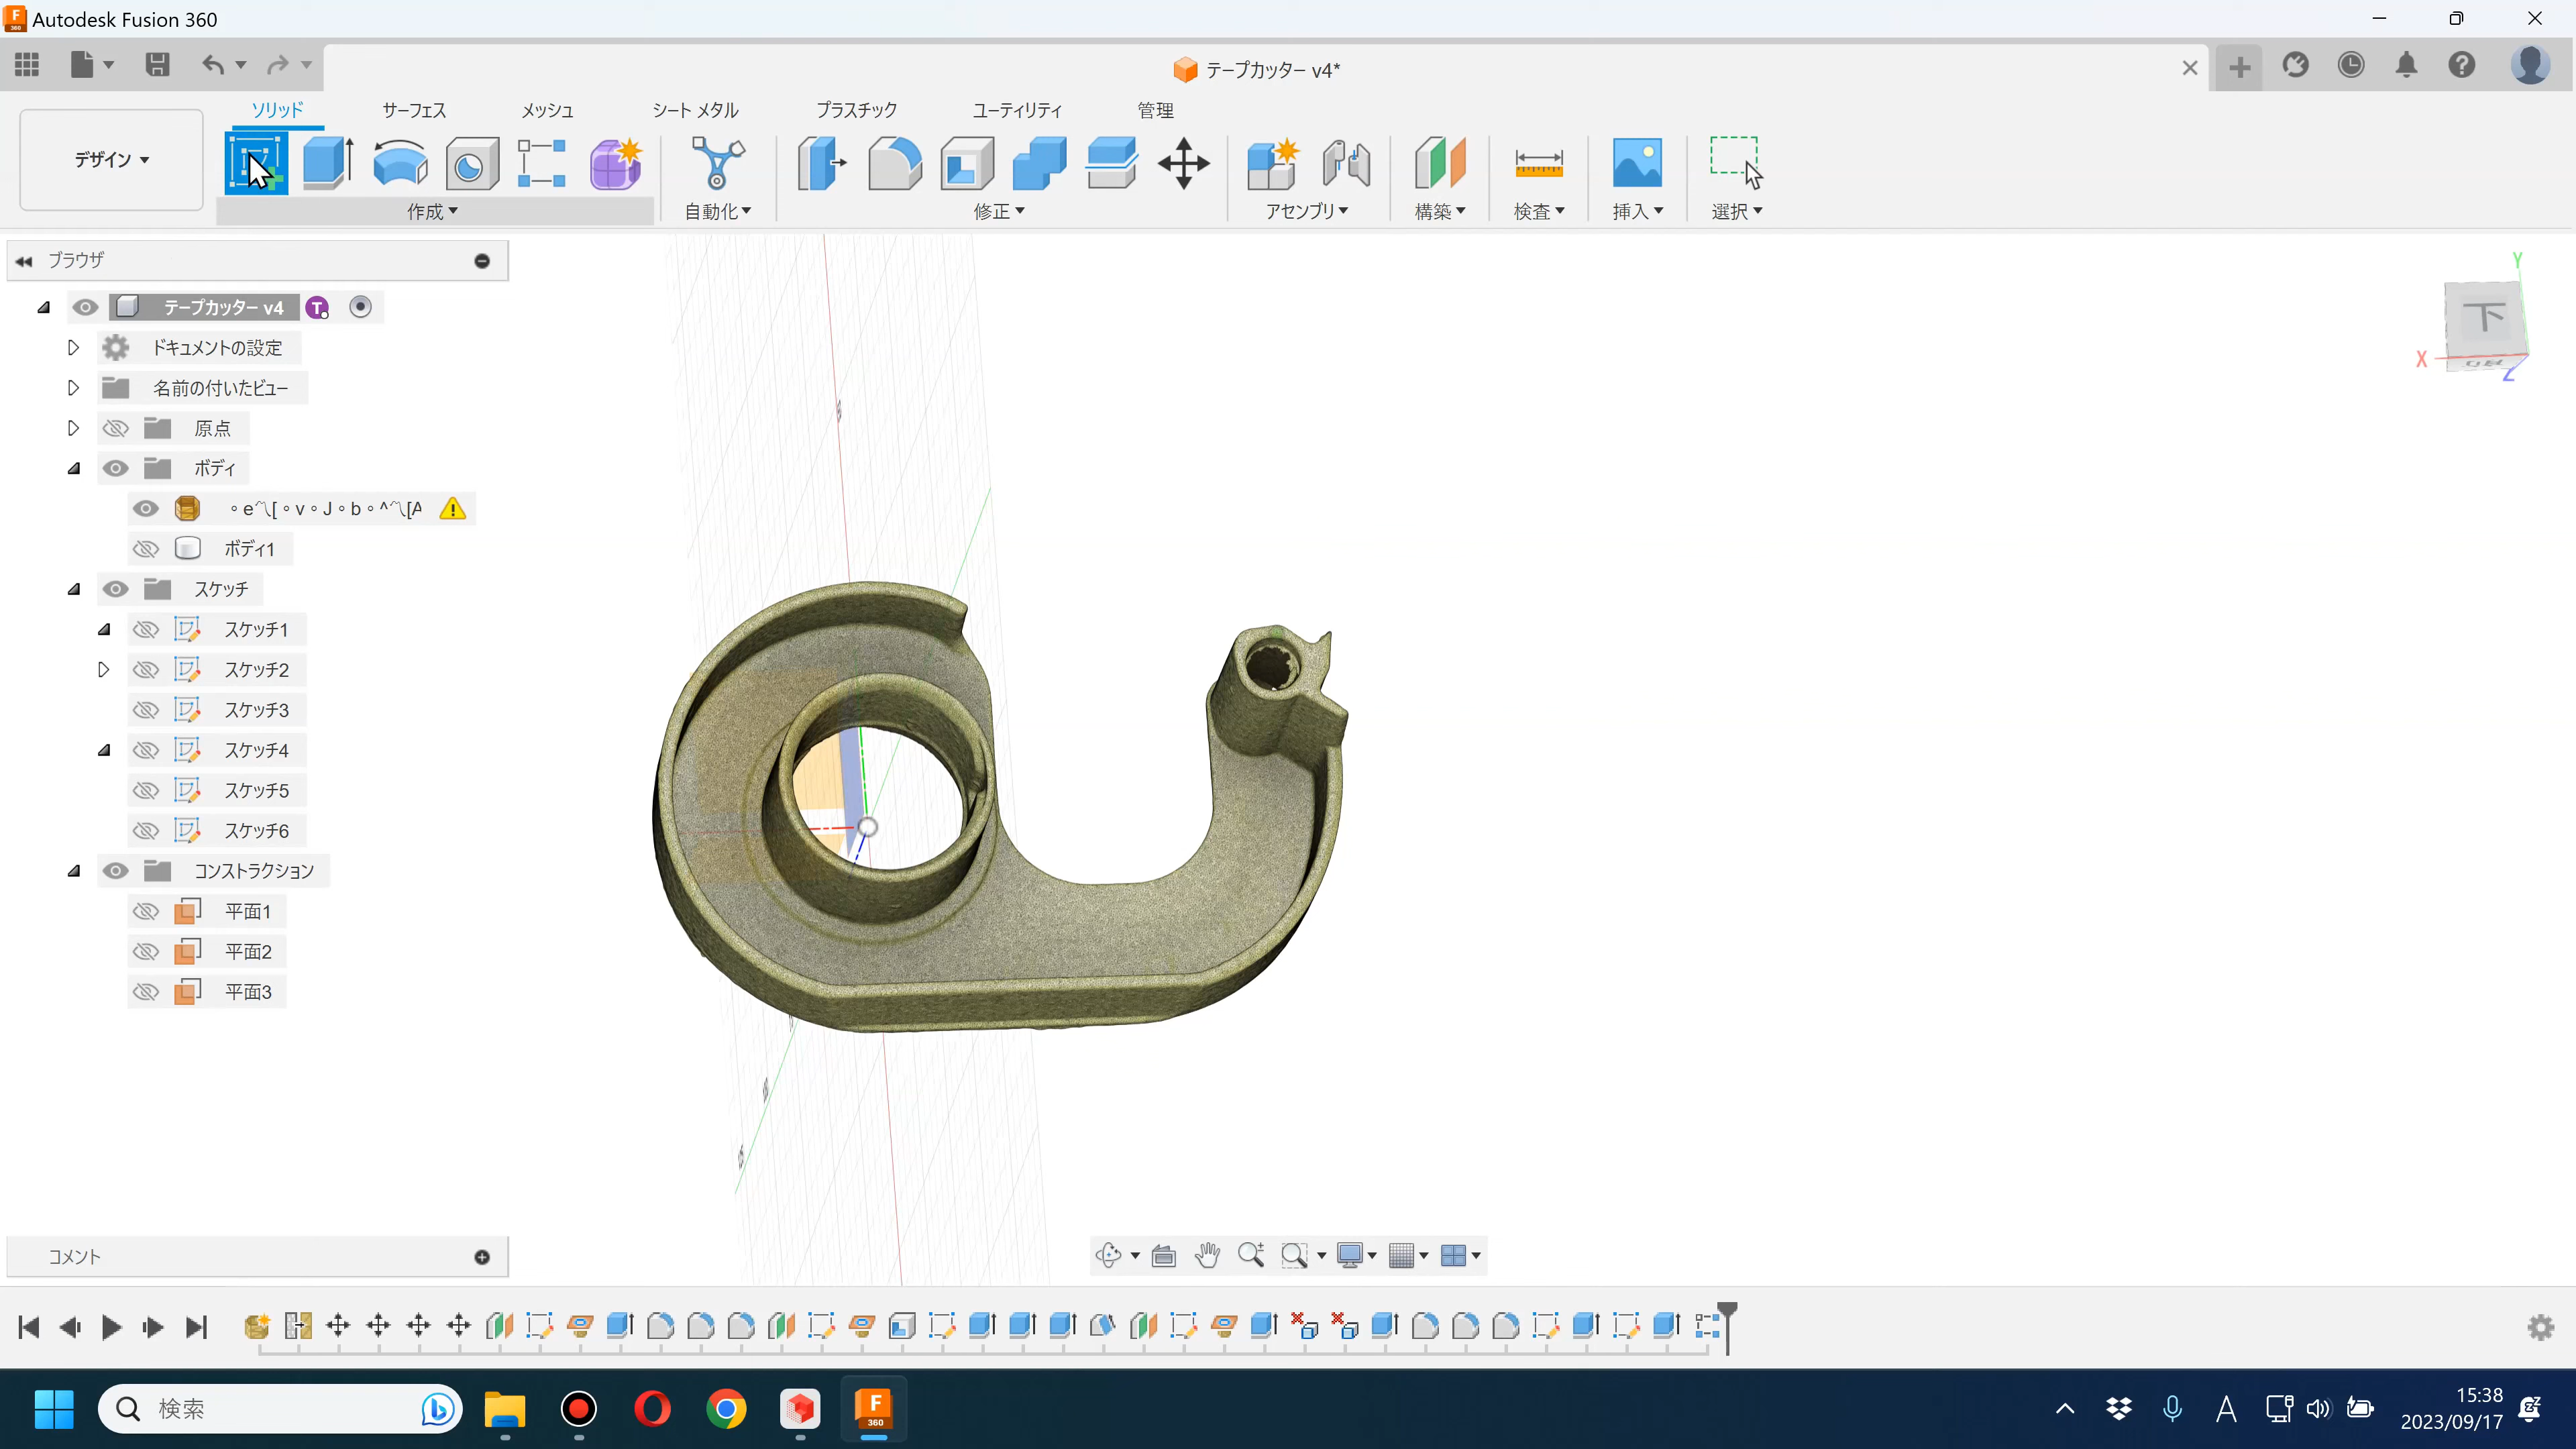 Autodesk Fusion 360
テープカッター v4*
ソリッド サーフェス メッシュ シート メタル プラスチック ユーティリティ 管理
デザイン
作成 自動化 修正 アセンブリ 構築 検査 挿入 選択
ブラウザ
テープカッター v4
ドキュメントの設定
名前の付いたビュー
原点
ボディ
ボディ1
スケッチ
スケッチ1
スケッチ2
スケッチ3
スケッチ4
スケッチ5
スケッチ6
コンストラクション
平面1
平面2
平面3
コメント
Y
下
X
Z
検索
F
360
A
15:38
2023/09/17